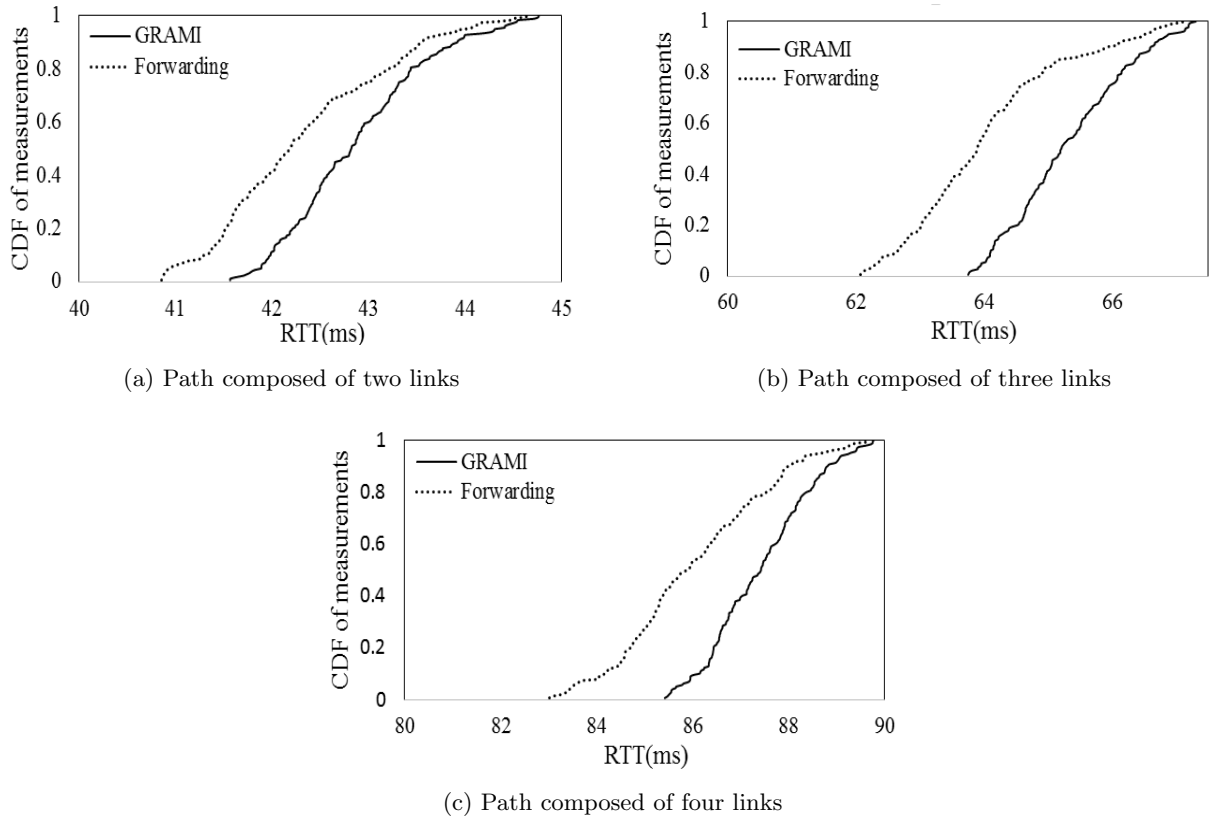 CDF of measurements
1
0.8
0.6
0.4
0.2
0
GRAMI
Forwarding
40 41 42 43 44 45
RTT(ms)
(a) Path composed of two links
CDF of measurements
1
0.8
0.6
0.4
0.2
0
GRAMI
Forwarding
60 62 64 66
RTT(ms)
(b) Path composed of three links
CDF of measurements
1
0.8
0.6
0.4
0.2
0
GRAMI
Forwarding
80 82 84 86 88 90
RTT(ms)
(c) Path composed of four links